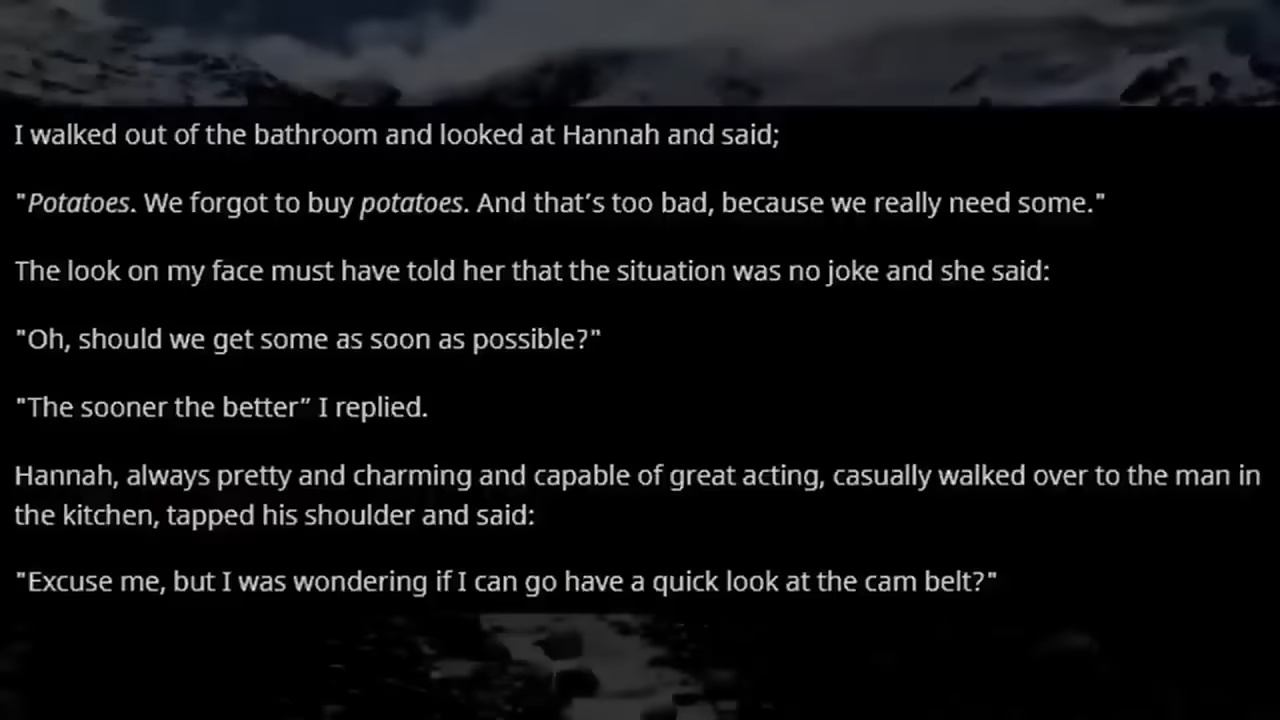 I walked out of the bathroom and looked at Hannah and said;
"Potatoes. We forgot to buy potatoes. And that’s too bad, because we really need some."
The look on my face must have told her that the situation was no joke and she said:
"Oh, should we get some as soon as possible?"
"The sooner the better” I replied.
Hannah, always pretty and charming and capable of great acting, casually walked over to the man in
the kitchen, tapped his shoulder and said:
"Excuse me, but I was wondering if I can go have a quick look at the cam belt?"